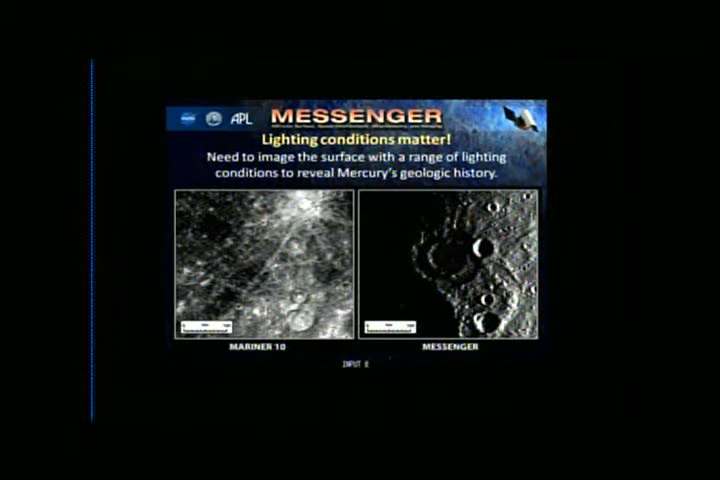 APL
MESSENGER
Lighting conditions matter!
Need to image the surface with a range of lighting
conditions to reveal Mercury's geologic history.
MARINER 10
MESSENGER
INPUT E